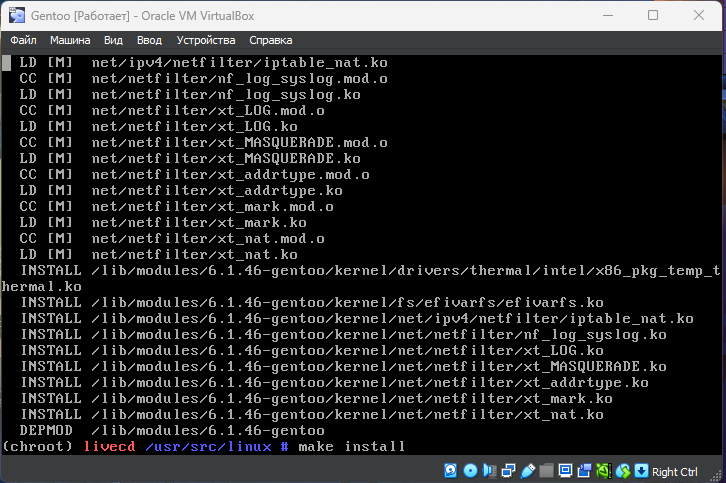 Gentoo [Работает] - Oracle VM VirtualBox
Файл Машина Вид Ввод Устройства Справка
LD [M] net/ipv4/netfilter/iptable_nat.ko
CC [M] net/netfilter/nf_log_syslog.mod.o
LD [M] net/netfilter/nf_log_syslog.ko
CC [M] net/netfilter/xt_LOG.mod.o
LD [M] net/netfilter/xt_LOG.ko
CC [M] net/netfilter/xt_MASQUERADE.mod.o
LD [M] net/netfilter/xt_MASQUERADE.ko
CC [M] net/netfilter/xt_addrtype.mod.o
LD [M] net/netfilter/xt_addrtype.ko
CC [M] net/netfilter/xt_mark.mod.o
LD [M] net/netfilter/xt_mark.ko
CC [M] net/netfilter/xt_nat.mod.o
LD [M] net/netfilter/xt_nat.ko
INSTALL /lib/modules/6.1.46-gentoo/kernel/drivers/thermal/intel/x86_pkg_temp_t
hermal.ko
INSTALL /lib/modules/6.1.46-gentoo/kernel/fs/efivarfs/efivarfs.ko
INSTALL /lib/modules/6.1.46-gentoo/kernel/net/ipv4/netfilter/iptable_nat.ko
INSTALL /lib/modules/6.1.46-gentoo/kernel/net/netfilter/nf_log_syslog.ko
INSTALL /lib/modules/6.1.46-gentoo/kernel/net/netfilter/xt_LOG.ko
INSTALL /lib/modules/6.1.46-gentoo/kernel/net/netfilter/xt_MASQUERADE.ko
INSTALL /lib/modules/6.1.46-gentoo/kernel/net/netfilter/xt_addrtype.ko
INSTALL /lib/modules/6.1.46-gentoo/kernel/net/netfilter/xt_mark.ko
INSTALL /lib/modules/6.1.46-gentoo/kernel/net/netfilter/xt_nat.ko
DEPMOD /lib/modules/6.1.46-gentoo
(chroot) livecd /usr/src/linux # make install
Right Ctrl